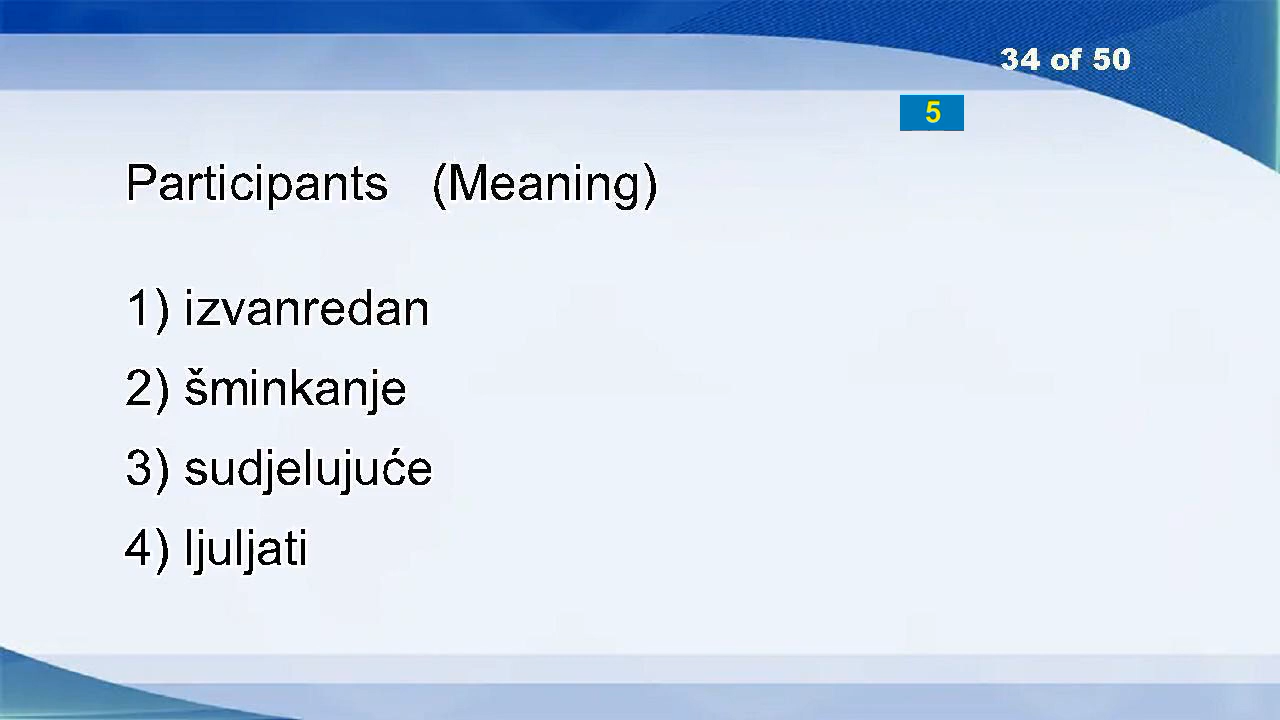 34 of 50
5
Participants (Meaning)
1) izvanredan
2) šminkanje
3) sudjelujuće
4) ljuljati